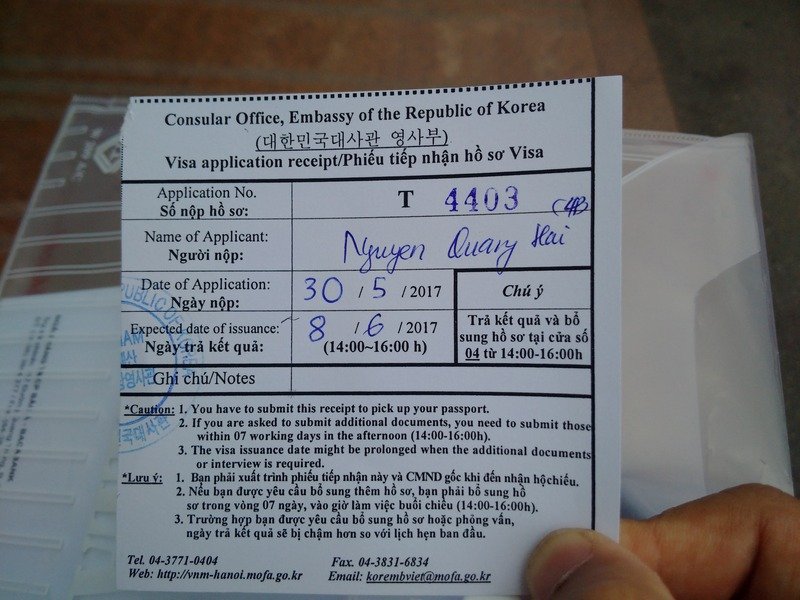 Consular Office, Embassy of the Republic of Korea
(대한민국대사관 영사부)
Visa application receipt/Phiếu tiếp nhận hồ sơ Visa
Application No.
Số nộp hồ sơ:
T 4403
Name of Applicant:
Người nộp:
Nguyen Quang Hai
Date of Application:
Ngày nộp:
30 / 5 / 2017
Chú ý
Expected date of issuance:
Ngày trả kết quả:
8 / 6 / 2017
(14:00~16:00 h)
Trả kết quả và bổ
sung hồ sơ tại cửa sổ
04 từ 14:00-16:00h
Ghi chú/Notes
*Caution: 1. You have to submit this receipt to pick up your passport.
2. If you are asked to submit additional documents, you need to submit those
within 07 working days in the afternoon (14:00-16:00h).
3. The visa issuance date might be prolonged when the additional documents
or interview is required.
*Lưu ý: 1. Bạn phải xuất trình phiếu tiếp nhận này và CMND gốc khi đến nhận hộchiếu.
2. Nếu bạn được yêu cầu bổ sung thêm hồ sơ, bạn phải bổ sung hồ
sơ trong vòng 07 ngày, vào giờ làm việc buổi chiều (14:00-16:00h).
3. Trường hợp bạn được yêu cầu bổ sung hồ sơ hoặc phỏng vấn,
ngày trả kết quả sẽ bị chậm hơn so với lịch hẹn ban đầu.
Tel. 04-3771-0404 Fax. 04-3831-6834
Web: http://vnm-hanoi.mofa.go.kr Email: korembviet@mofa.go.kr